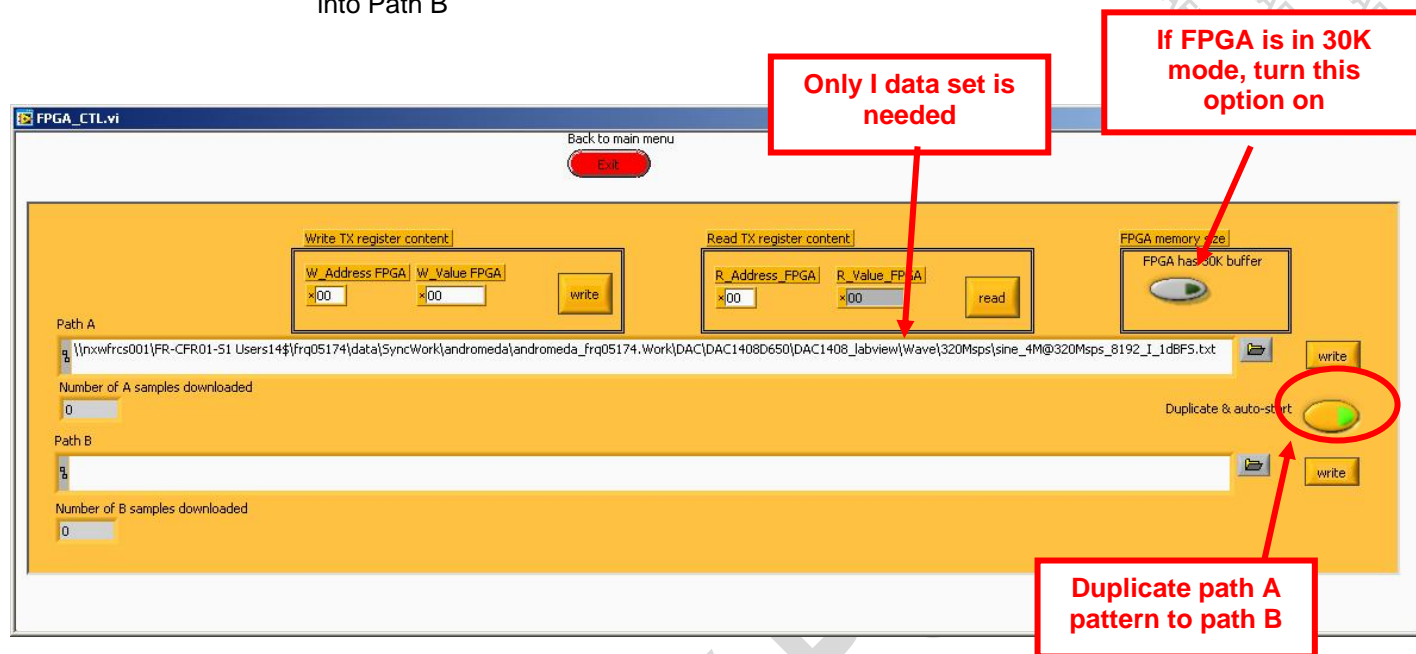 into Path B
If FPGA is in 30K
mode, turn this
option on
Only I data set is
needed
FPGA_CTL.vi
Back to main menu
Exit
Write TX register content
Read TX register content
FPGA memory size
W_Address FPGA W_Value FPGA
R_Address_FPGA R_Value_FPGA
FPGA has 30K buffer
×00 ×00 write
×00 ×00 read
Path A
\\nxwfrcs001\FR-CFR01-S1 Users14$\frq05174\data\SyncWork\andromeda\andromeda_frq05174.Work\DAC\DAC1408D650\DAC1408_labview\Wave\320Msps\sine_4M@320Msps_8192_I_1dBFS.txt
write
Number of A samples downloaded
0
Duplicate & auto-start
Path B
write
Number of B samples downloaded
0
Duplicate path A
pattern to path B